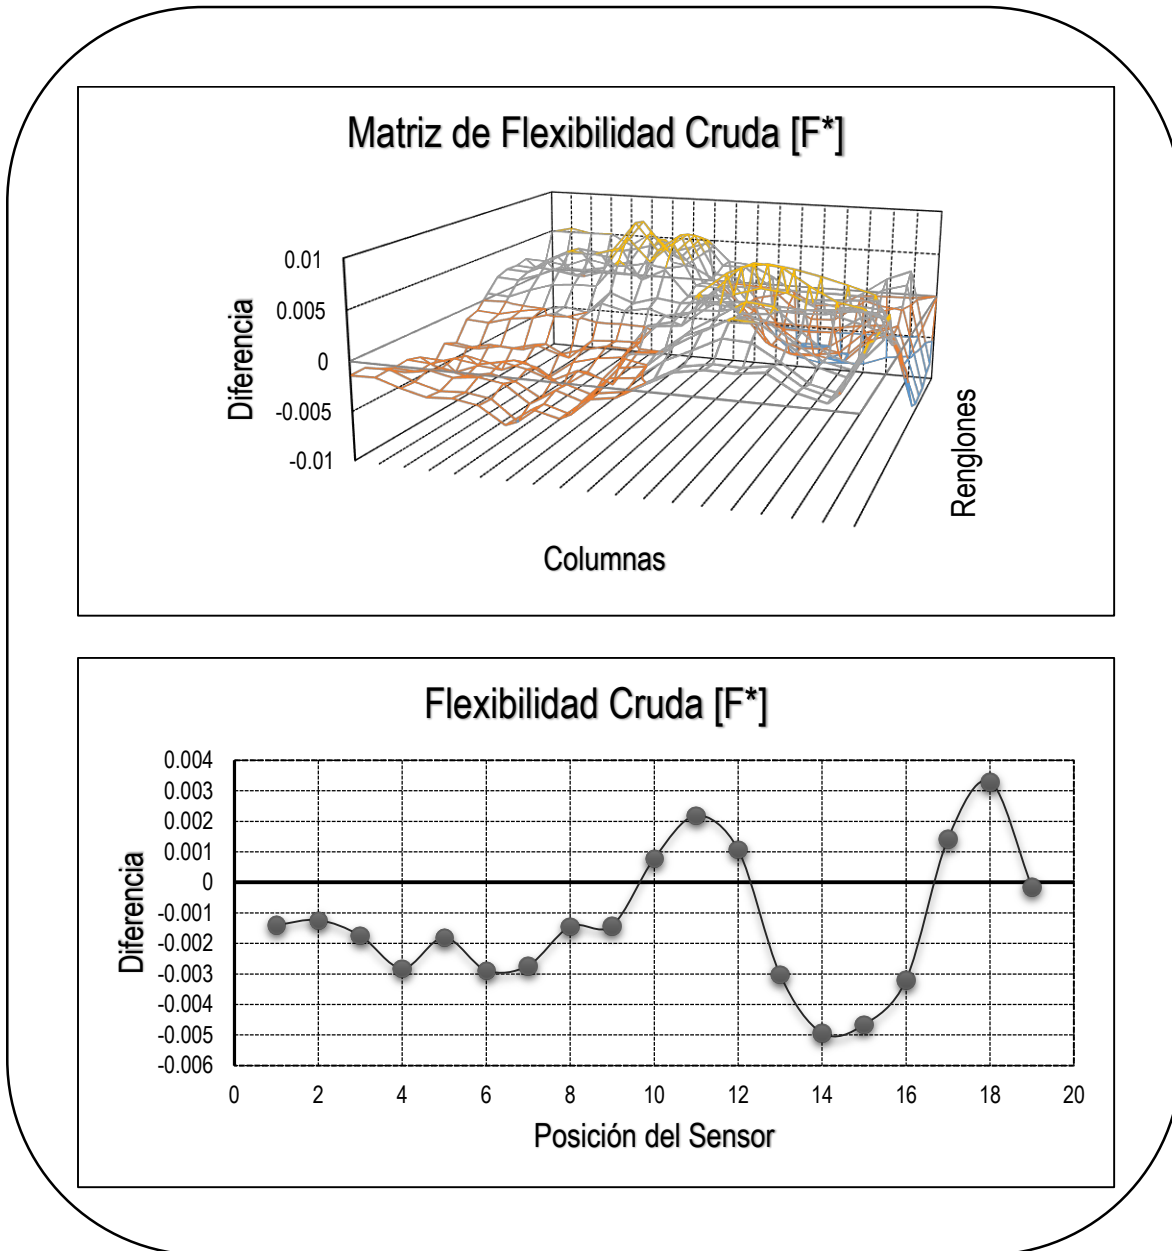 Matriz de Flexibilidad Cruda [F*]
0.01
0.005
0
-0.005
-0.01
Diferencia
Columnas
Renglones
Flexibilidad Cruda [F*]
0.004
0.003
0.002
0.001
0
-0.001
-0.002
-0.003
-0.004
-0.005
-0.006
Diferencia
0 2 4 6 8 10 12 14 16 18 20
Posición del Sensor